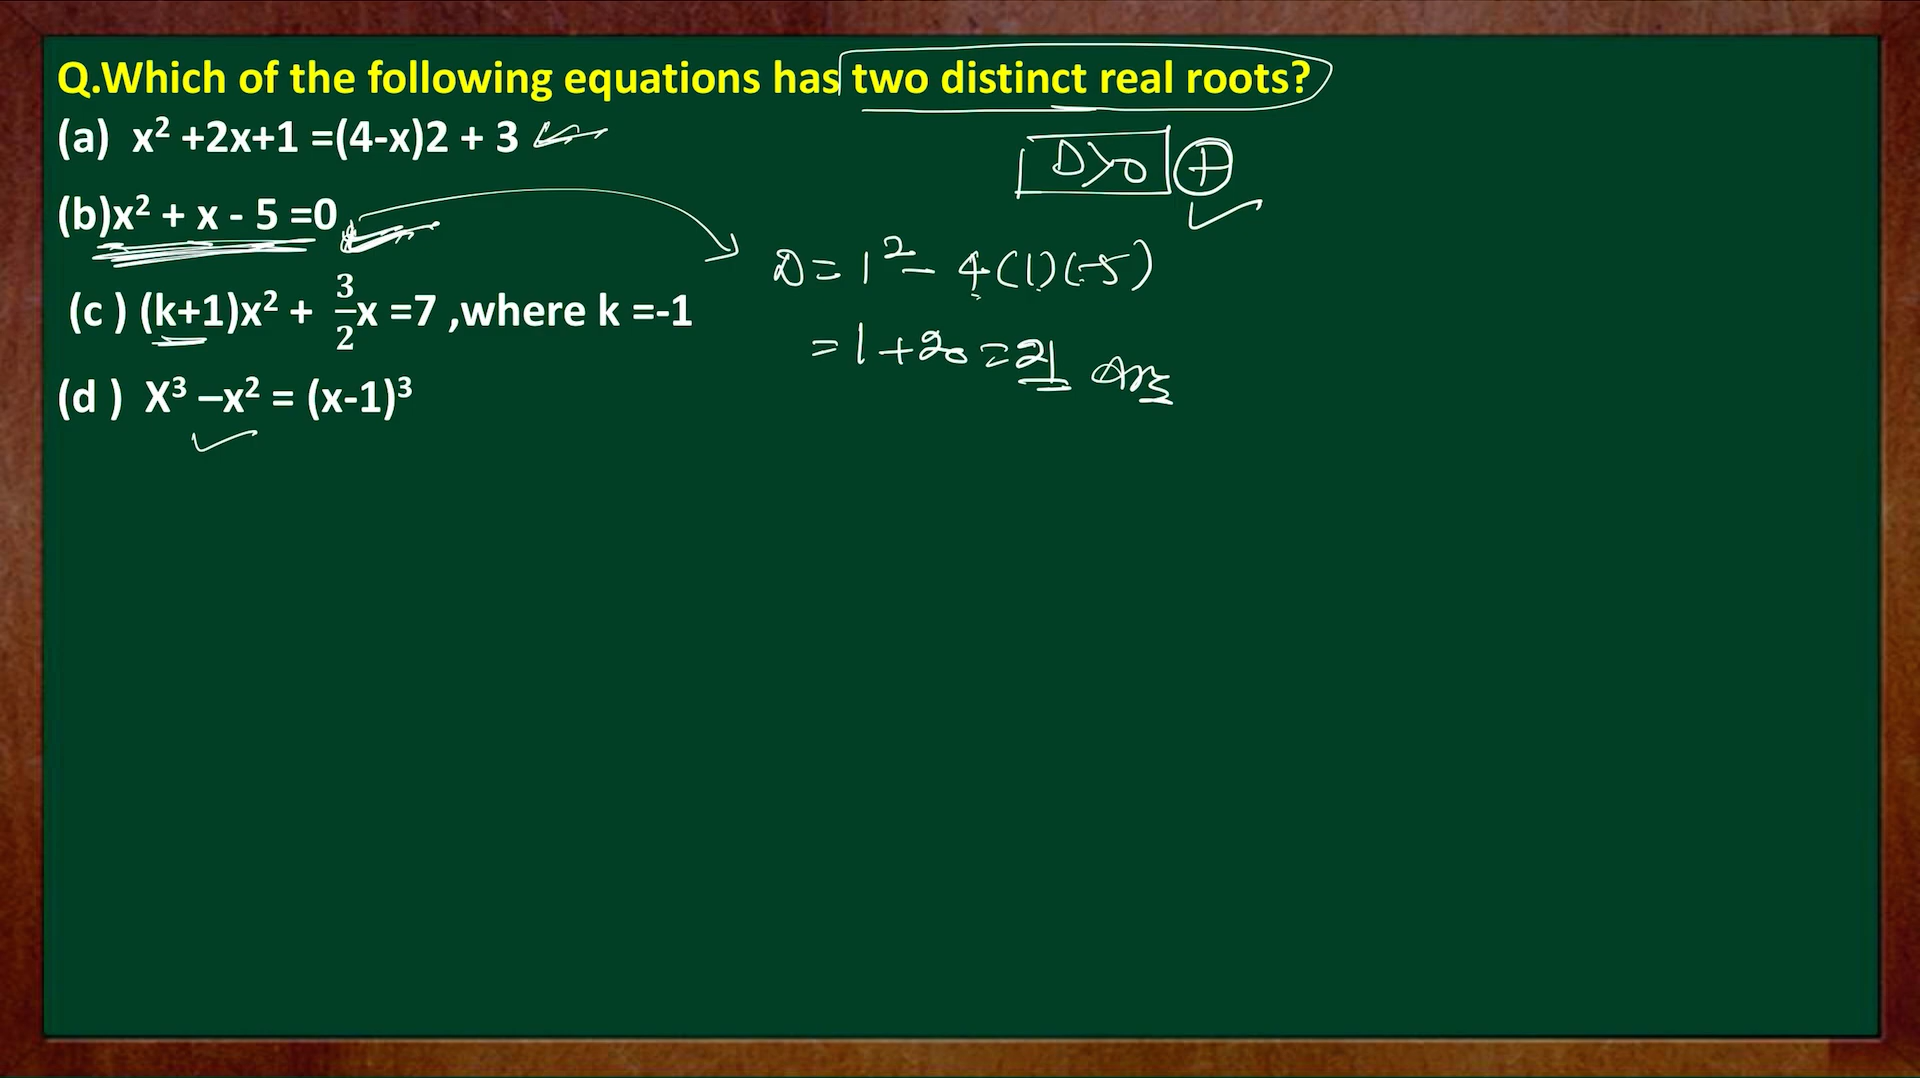 Q.Which of the following equations has two distinct real roots?
(a) x² +2x+1 =(4-x)2 + 3
D>0 +
(b)x² + x - 5 =0
D = 1² - 4(1)(-5)
(c ) (k+1)x² + 3/2x =7 ,where k =-1
= 1 + 20 = 21 Ans
(d ) X³ –x² = (x-1)³